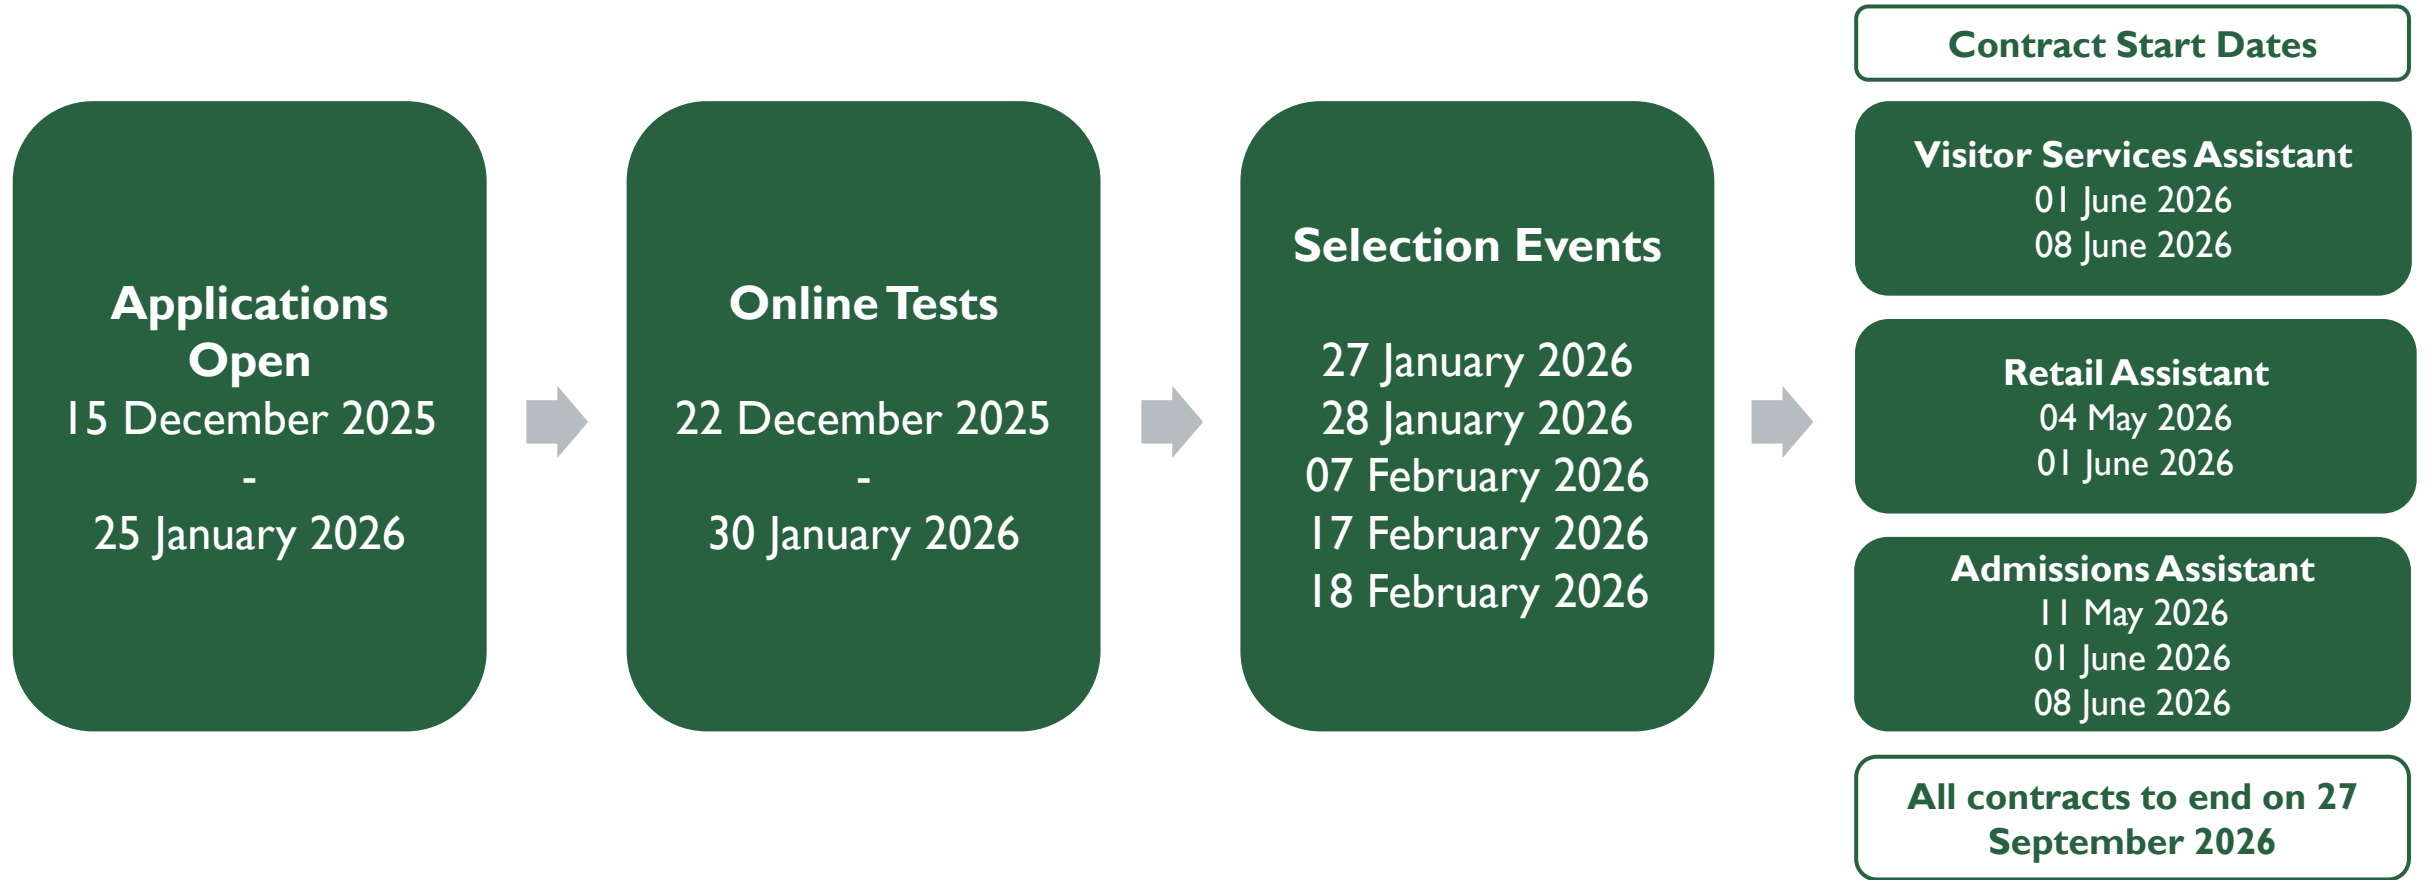 Applications
Open
15 December 2025
-
25 January 2026
Online Tests
22 December 2025
-
30 January 2026
Selection Events
27 January 2026
28 January 2026
07 February 2026
17 February 2026
18 February 2026
Contract Start Dates
Visitor Services Assistant
01 June 2026
08 June 2026
Retail Assistant
04 May 2026
01 June 2026
Admissions Assistant
11 May 2026
01 June 2026
08 June 2026
All contracts to end on 27
September 2026